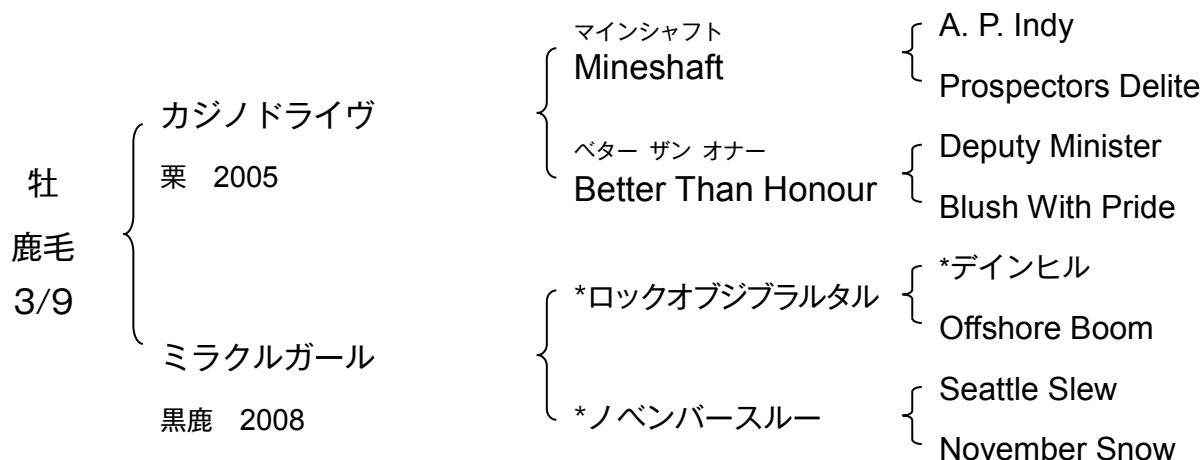 牡
鹿毛
3/9
カジノドライヴ
栗 2005
ミラクルガール
黒鹿 2008
マインシャフト
Mineshaft
ベター ザン オナー
Better Than Honour
*ロックオブジブラルタル
*ノベンバースルー
A. P. Indy
Prospectors Delite
Deputy Minister
Blush With Pride
*デインヒル
Offshore Boom
Seattle Slew
November Snow